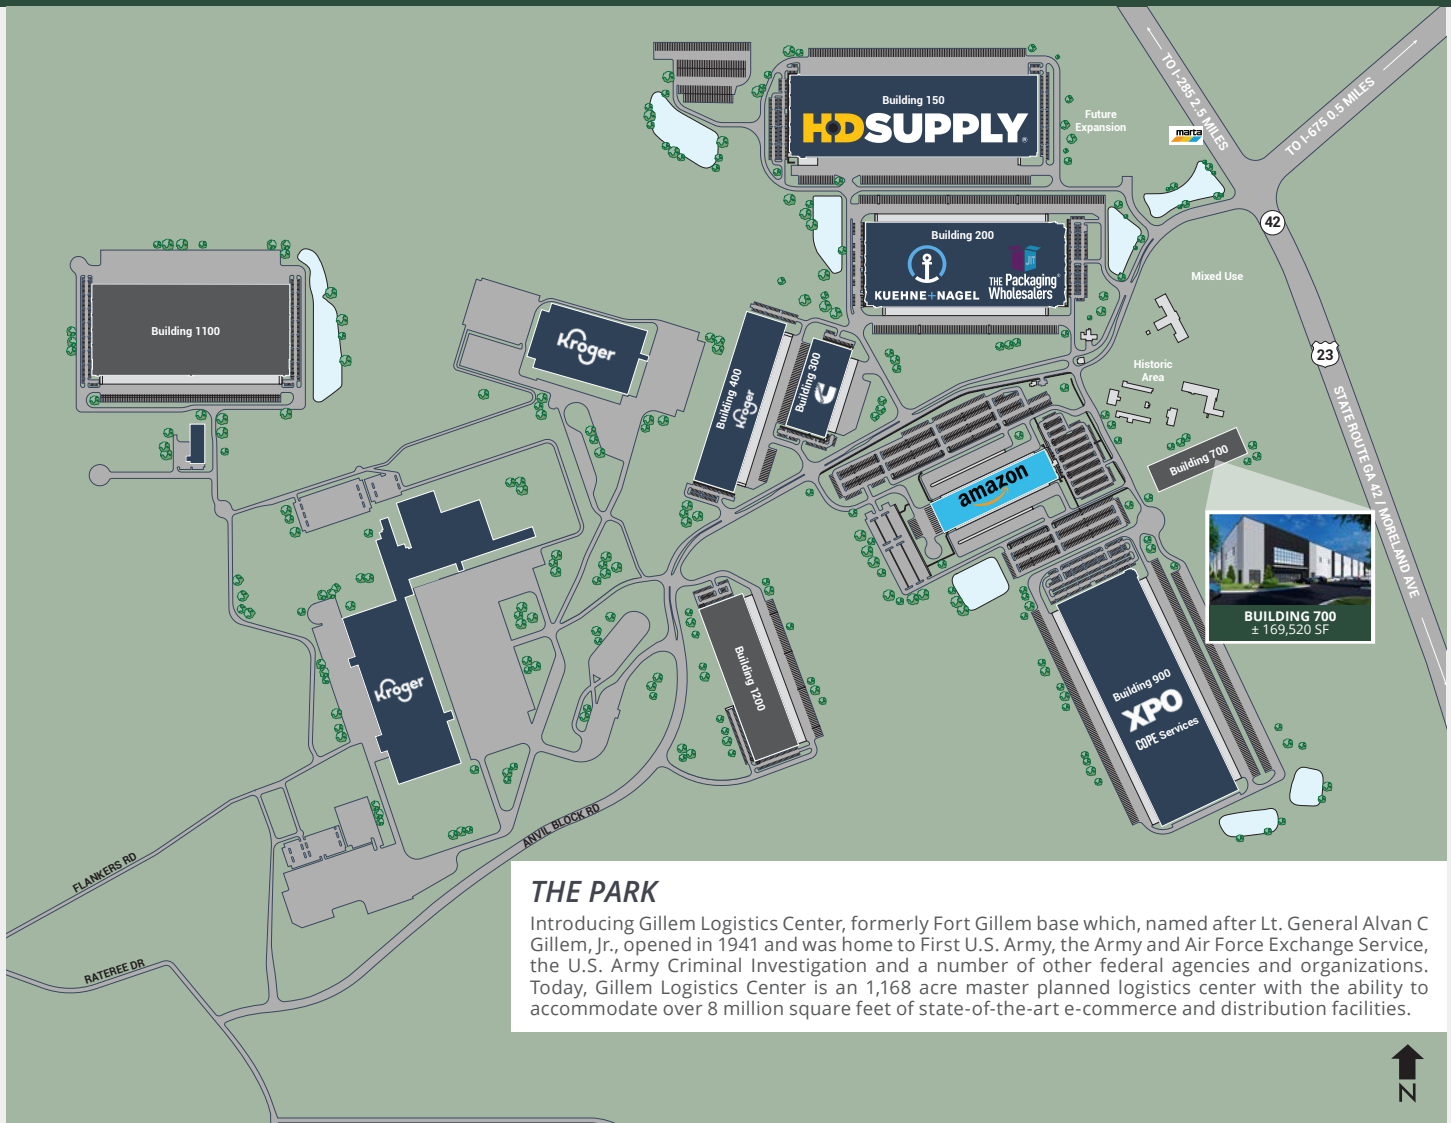 Building 150
HDSUPPLY®
Future
Expansion
marta
TO I-285 2.5 MILES
TO I-675 0.5 MILES
42
Building 200
KUEHNE+NAGEL
JIT
THE Packaging®
Wholesalers
Mixed Use
Building 1100
Kroger
Building 400
Kroger
Building 300
23
Historic
Area
STATE ROUTE GA 42 / MORELAND AVE
Building 700
amazon
BUILDING 700
± 169,520 SF
Kroger
Building 1200
Building 900
XPO
COPE Services
ANVIL BLOCK RD
FLANKERS RD
RATEREE DR
THE PARK
Introducing Gillem Logistics Center, formerly Fort Gillem base which, named after Lt. General Alvan C
Gillem, Jr., opened in 1941 and was home to First U.S. Army, the Army and Air Force Exchange Service,
the U.S. Army Criminal Investigation and a number of other federal agencies and organizations.
Today, Gillem Logistics Center is an 1,168 acre master planned logistics center with the ability to
accommodate over 8 million square feet of state-of-the-art e-commerce and distribution facilities.
N